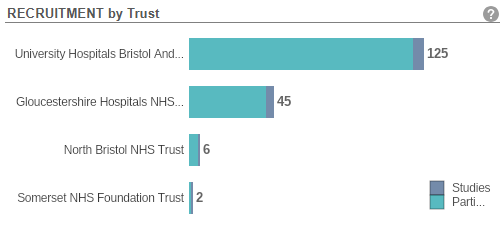 RECRUITMENT by Trust
?
University Hospitals Bristol And... 125
Gloucestershire Hospitals NHS... 45
North Bristol NHS Trust 6
Somerset NHS Foundation Trust 2
Studies
Parti...